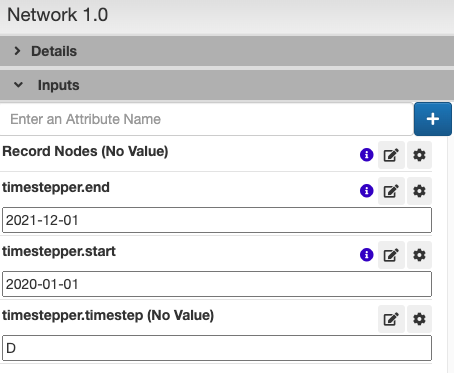 Network 1.0
Details
Inputs
Enter an Attribute Name
Record Nodes (No Value)
timestepper.end
2021-12-01
timestepper.start
2020-01-01
timestepper.timestep (No Value)
D